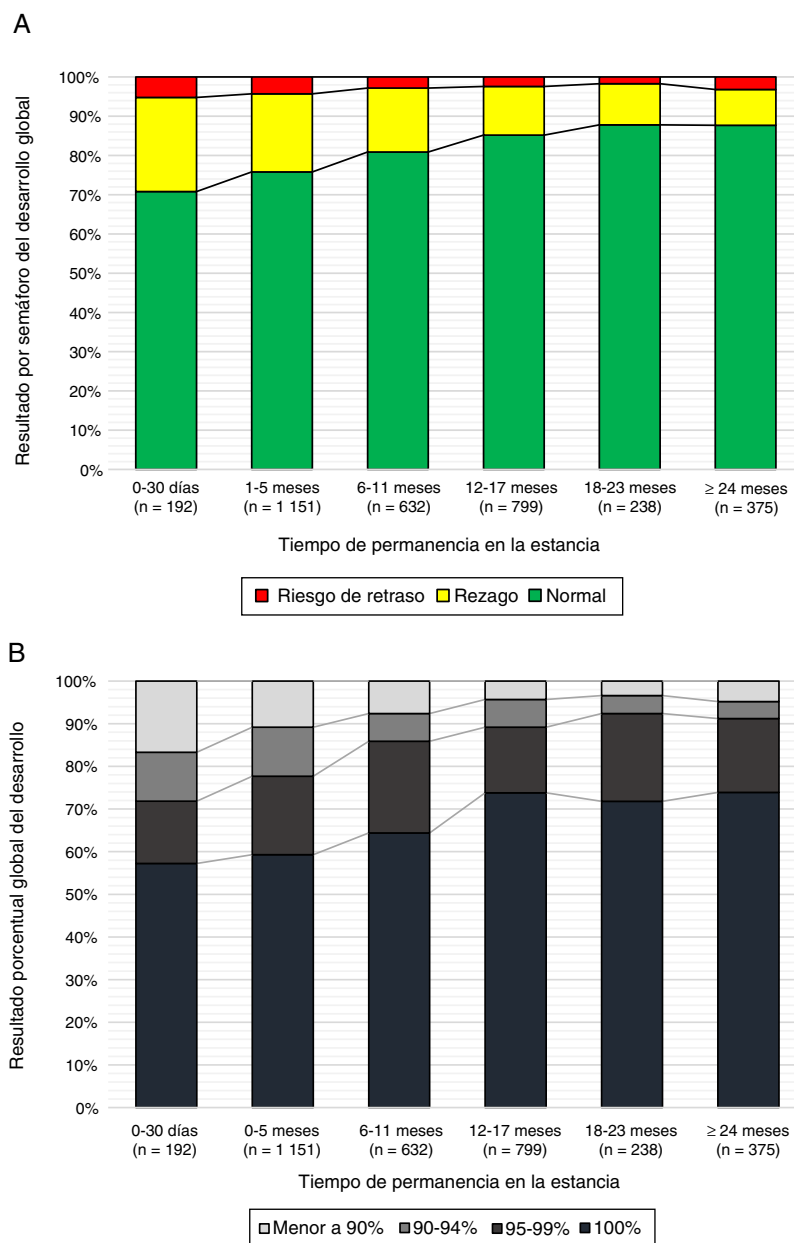 A
Resultado por semáforo del desarrollo global
100%
90%
80%
70%
60%
50%
40%
30%
20%
10%
0%
0-30 días 1-5 meses 6-11 meses 12-17 meses 18-23 meses ≥ 24 meses
(n = 192) (n = 1 151) (n = 632) (n = 799) (n = 238) (n = 375)
Tiempo de permanencia en la estancia
Riesgo de retraso Rezago Normal
B
Resultado porcentual global del desarrollo
100%
90%
80%
70%
60%
50%
40%
30%
20%
10%
0%
0-30 días 0-5 meses 6-11 meses 12-17 meses 18-23 meses ≥ 24 meses
(n = 192) (n = 1 151) (n = 632) (n = 799) (n = 238) (n = 375)
Tiempo de permanencia en la estancia
Menor a 90% 90-94% 95-99% 100%